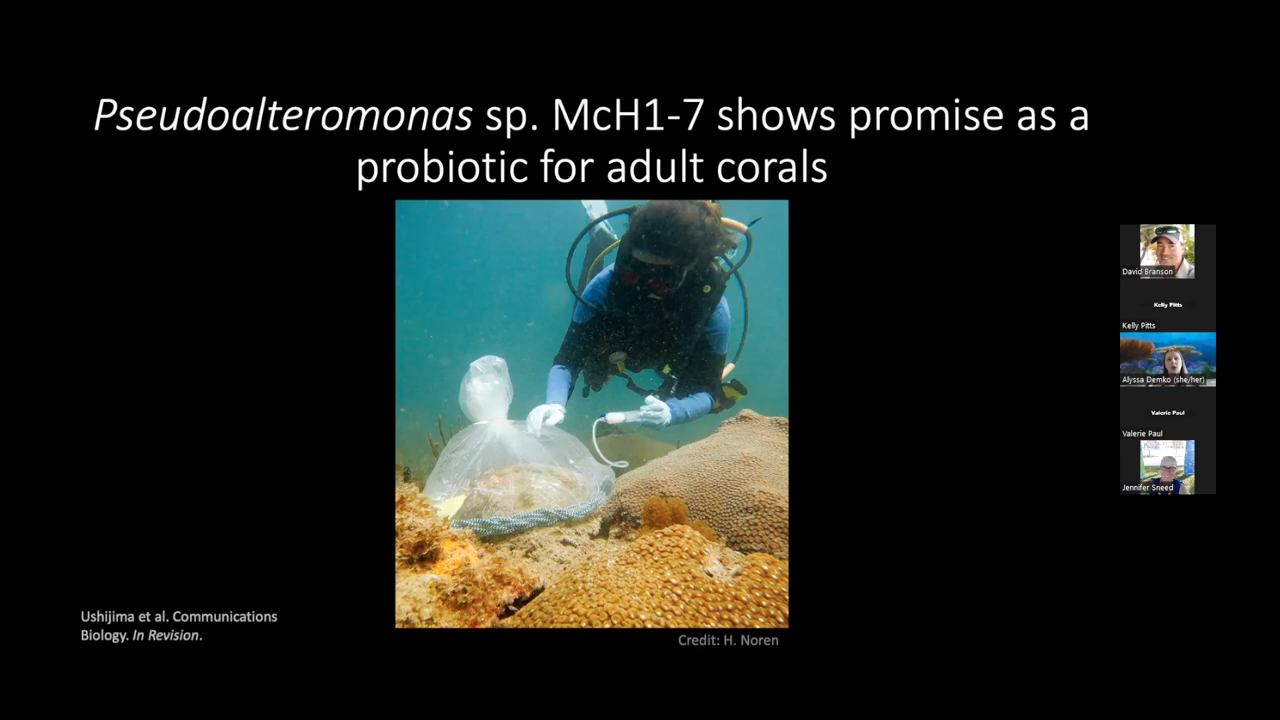 Pseudoalteromonas sp. McH1-7 shows promise as a
probiotic for adult corals
David Branson
Kelly Pitts
Kelly Pitts
Alyssa Demko (she/her)
Valerie Paul
Valerie Paul
Jennifer Sneed
Ushijima et al. Communications
Biology. In Revision.
Credit: H. Noren